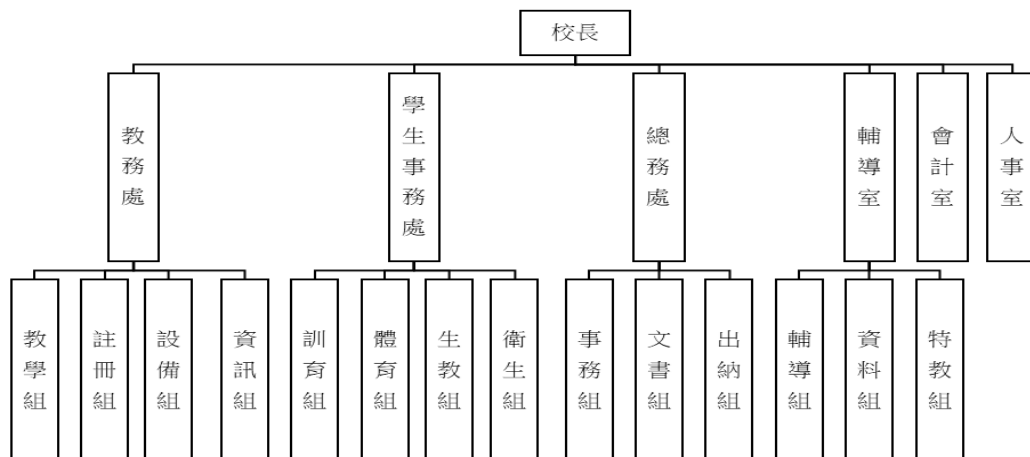 校長
教務處
學生事務處
總務處
輔導室
會計室
人事室
教學組
註冊組
設備組
資訊組
訓育組
體育組
生教組
衛生組
事務組
文書組
出納組
輔導組
資料組
特教組